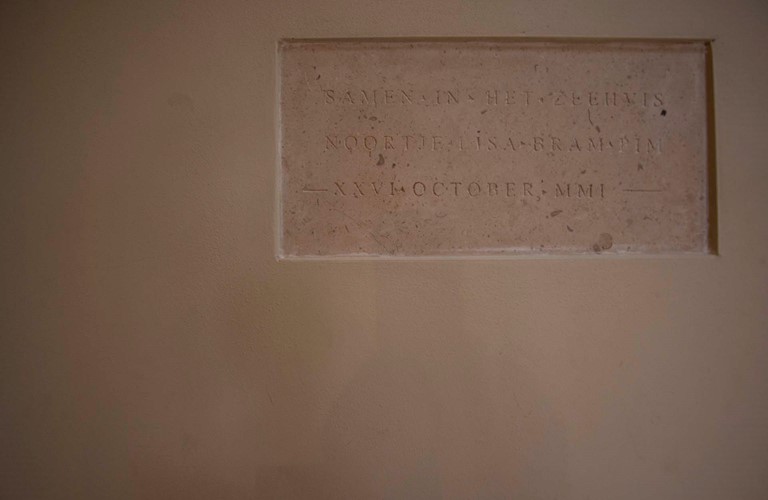 SAMEN·IN·HET·ZEEHVIS
NOORTJE·LISA·BRAM·PIM
— XXVI·OCTOBER·MMI —